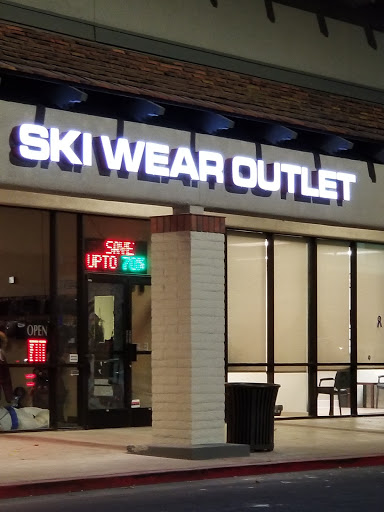 SKI WEAR OUTLET
SAVE
UPTO 70%
OPEN